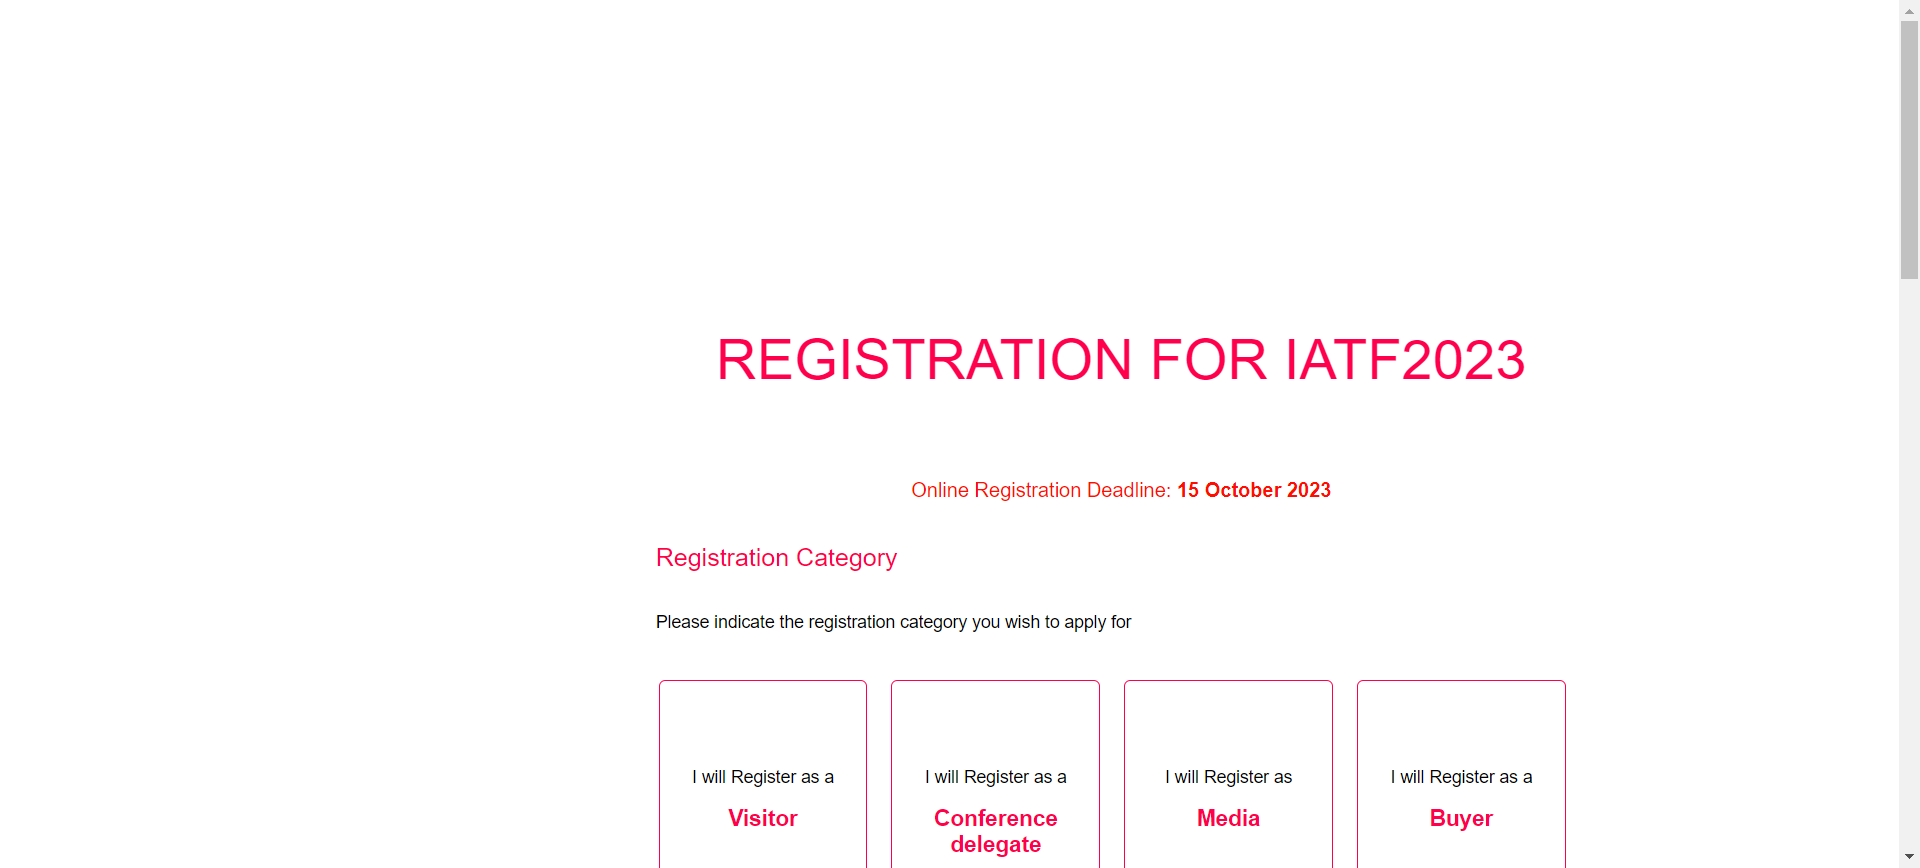 REGISTRATION FOR IATF2023
Online Registration Deadline: 15 October 2023
Registration Category
Please indicate the registration category you wish to apply for
I will Register as a
Visitor
I will Register as a
Conference
delegate
I will Register as
Media
I will Register as a
Buyer